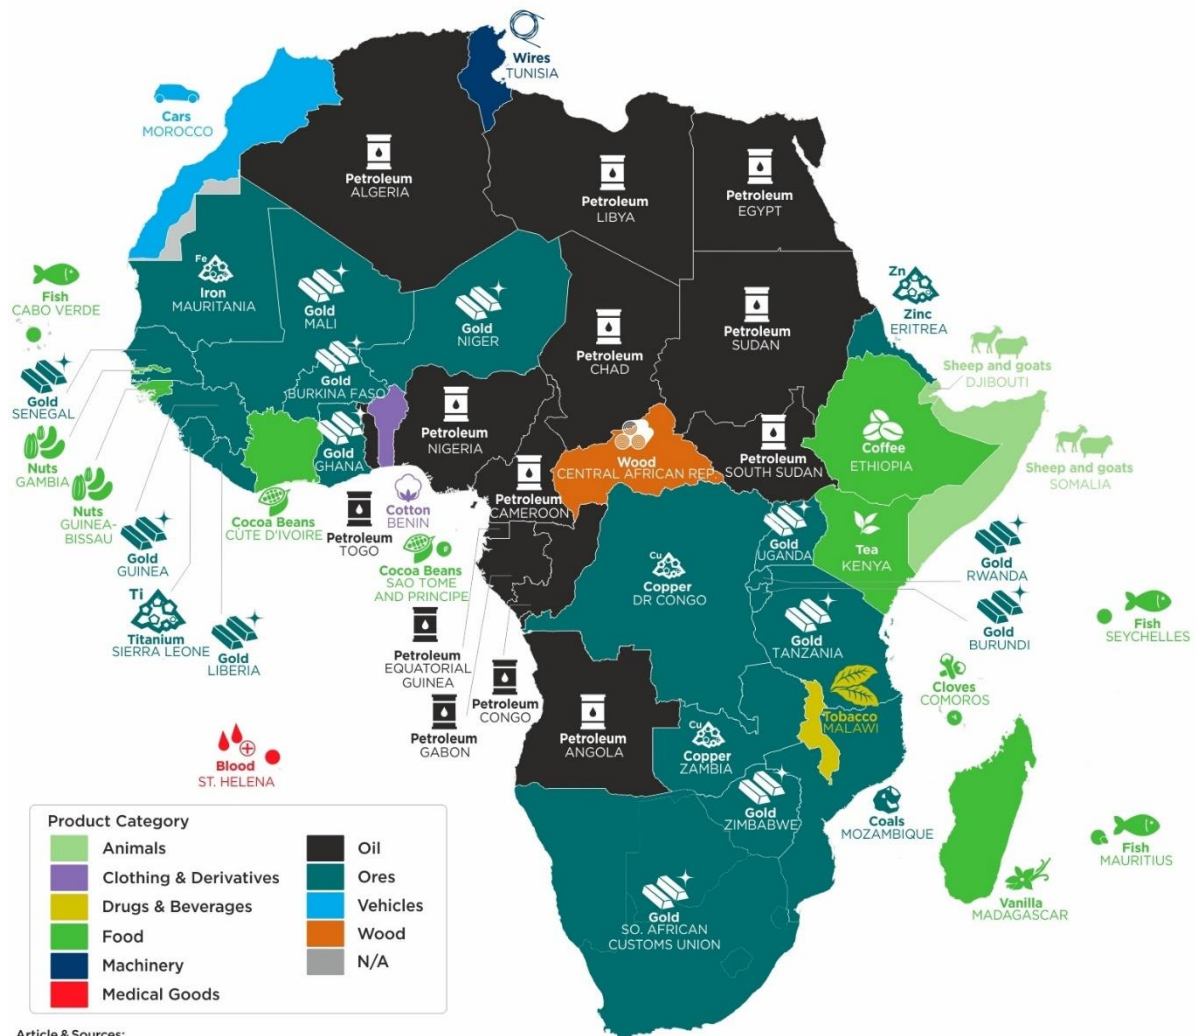 Wires
TUNISIA
Cars
MOROCCO
Petroleum
ALGERIA
Petroleum
LIBYA
Petroleum
EGYPT
Fe
Iron
MAURITANIA
Gold
MALI
Gold
NIGER
Petroleum
CHAD
Petroleum
SUDAN
Zn
Zinc
ERITREA
Fish
CABO VERDE
Gold
SENEGAL
Nuts
GAMBIA
Nuts
GUINEA-
BISSAU
Gold
GUINEA
Ti
Titanium
SIERRA LEONE
Gold
LIBERIA
Gold
BURKINA FASO
Gold
GHANA
Cocoa Beans
CÙTE D'IVOIRE
Petroleum
TOGO
Cotton
BENIN
Petroleum
NIGERIA
Cocoa Beans
SAO TOME
AND PRINCIPE
Petroleum
CAMEROON
Wood
CENTRAL AFRICAN REP.
Petroleum
SOUTH SUDAN
Coffee
ETHIOPIA
Sheep and goats
DJIBOUTI
Sheep and goats
SOMALIA
Gold
UGANDA
Tea
KENYA
Gold
RWANDA
Gold
BURUNDI
Fish
SEYCHELLES
Cu
Copper
DR CONGO
Gold
TANZANIA
Petroleum
EQUATORIAL
GUINEA
Petroleum
GABON
Petroleum
CONGO
Petroleum
ANGOLA
Cu
Copper
ZAMBIA
Tobacco
MALAWI
Cloves
COMOROS
Blood
ST. HELENA
Gold
ZIMBABWE
Coals
MOZAMBIQUE
Fish
MAURITIUS
Vanilla
MADAGASCAR
Gold
SO. AFRICAN
CUSTOMS UNION
Product Category
Animals
Clothing & Derivatives
Drugs & Beverages
Food
Machinery
Medical Goods
Oil
Ores
Vehicles
Wood
N/A
Article & Sources: